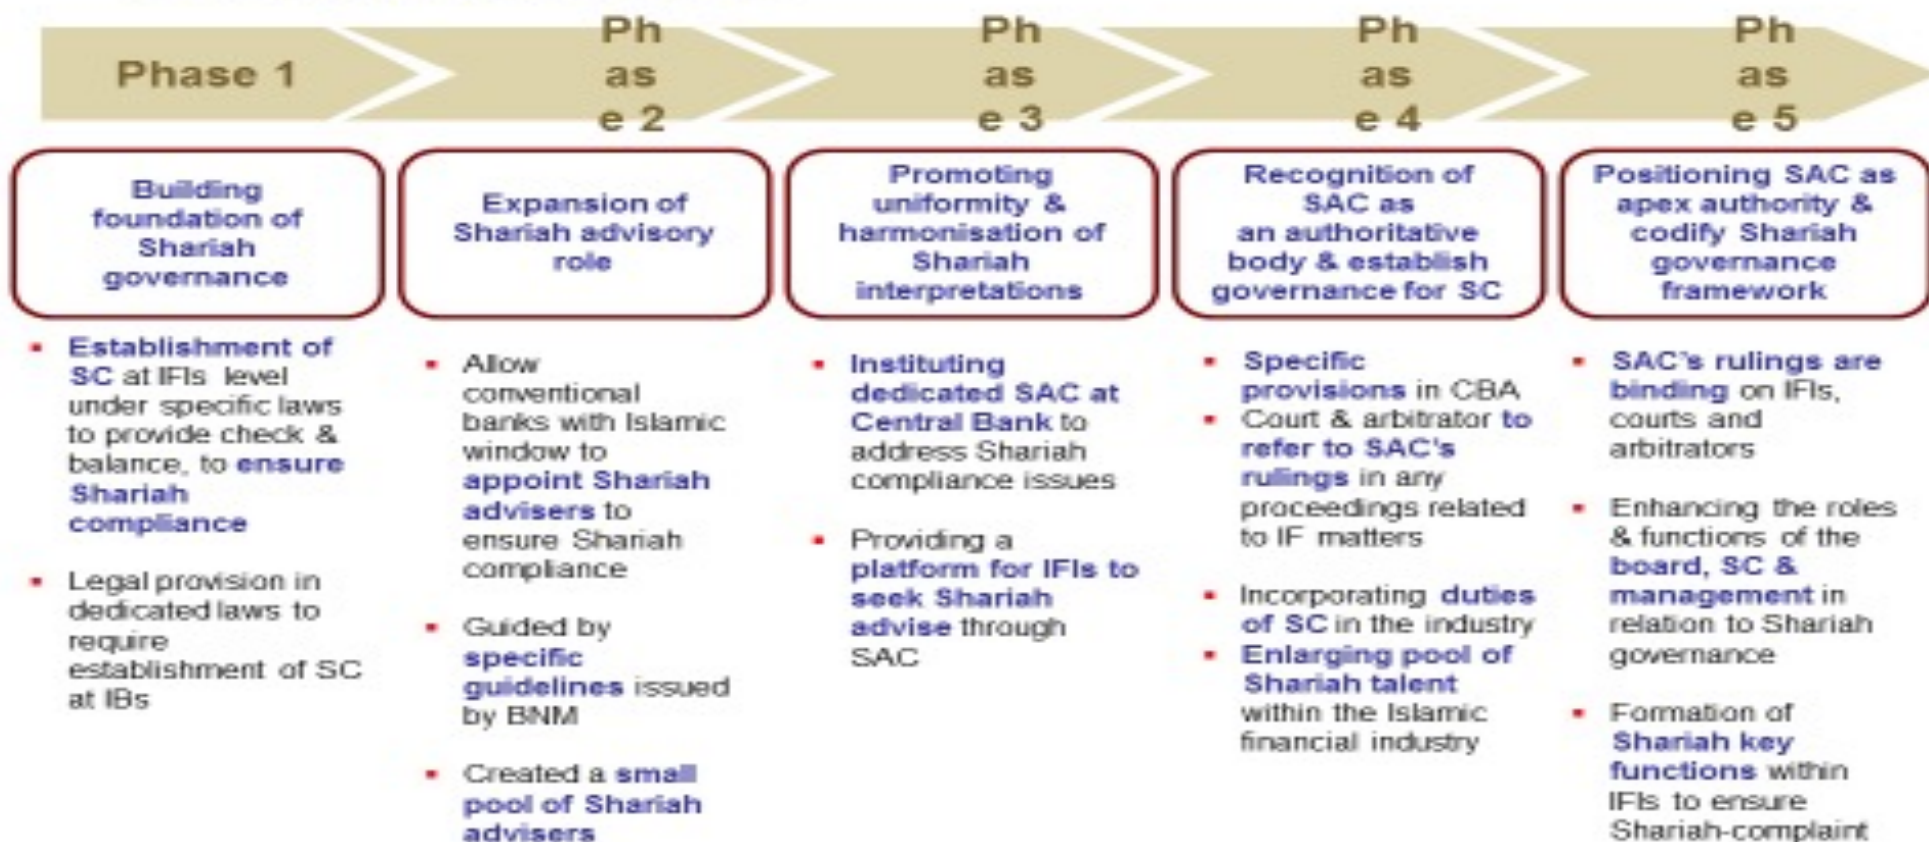 Phase 1
Ph
as
e 2
Ph
as
e 3
Ph
as
e 4
Ph
as
e 5
Building
foundation of
Shariah
governance
Expansion of
Shariah advisory
role
Promoting
uniformity &
harmonisation of
Shariah
interpretations
Recognition of
SAC as
an authoritative
body & establish
governance for SC
Positioning SAC as
apex authority &
codify Shariah
governance
framework
▪ Establishment of
SC at IFIs level
under specific laws
to provide check &
balance, to ensure
Shariah
compliance
▪ Legal provision in
dedicated laws to
require
establishment of SC
at IBs
▪ Allow
conventional
banks with Islamic
window to
appoint Shariah
advisers to
ensure Shariah
compliance
▪ Guided by
specific
guidelines issued
by BNM
▪ Created a small
pool of Shariah
advisers
▪ Instituting
dedicated SAC at
Central Bank to
address Shariah
compliance issues
▪ Providing a
platform for IFIs to
seek Shariah
advise through
SAC
▪ Specific
provisions in CBA
▪ Court & arbitrator to
refer to SAC's
rulings in any
proceedings related
to IF matters
▪ Incorporating duties
of SC in the industry
▪ Enlarging pool of
Shariah talent
within the Islamic
financial industry
▪ SAC's rulings are
binding on IFIs,
courts and
arbitrators
▪ Enhancing the roles
& functions of the
board, SC &
management in
relation to Shariah
governance
▪ Formation of
Shariah key
functions within
IFIs to ensure
Shariah-complaint